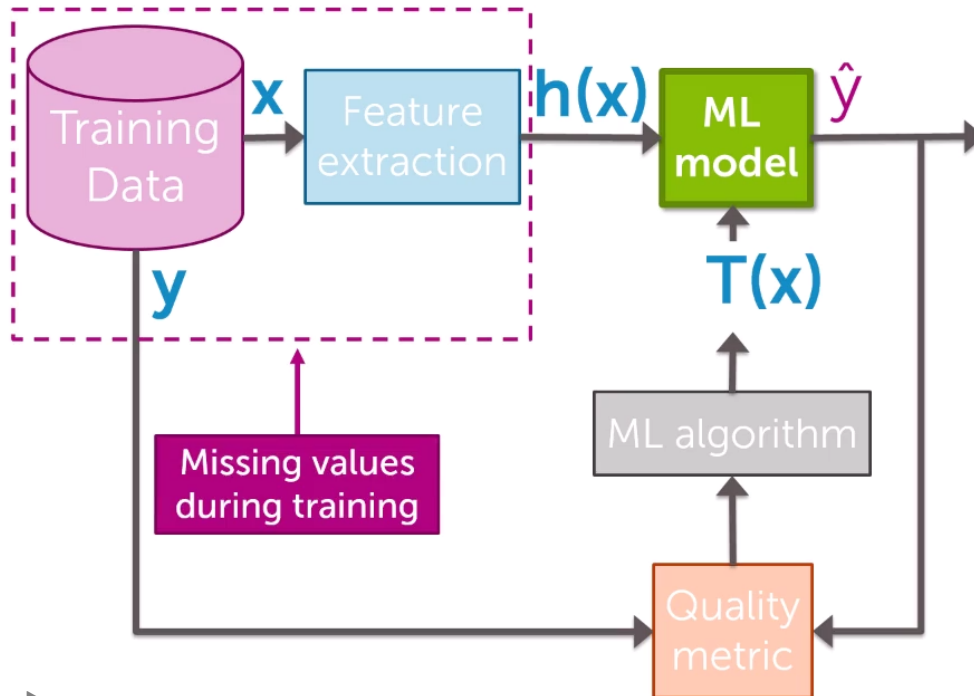 Training
Data
x
Feature
extraction
h(x)
ML
model
ŷ
y
T(x)
Missing values
during training
ML algorithm
Quality
metric